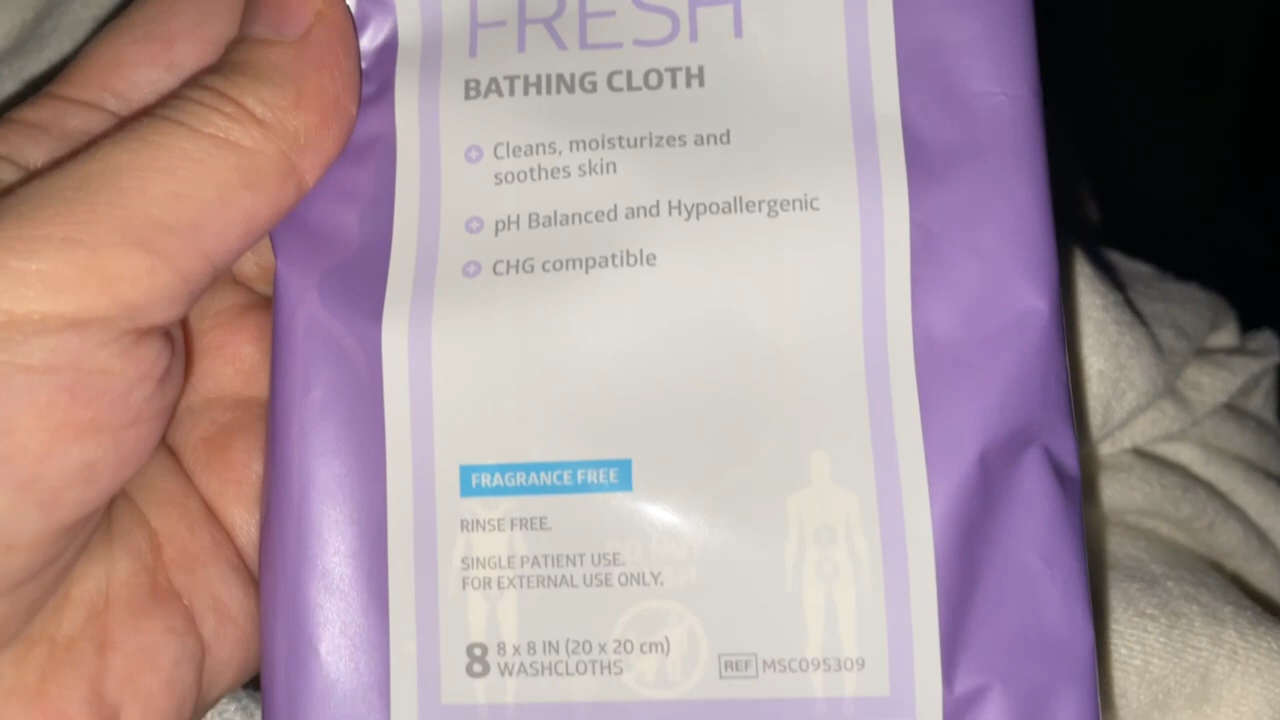 FRESH
BATHING CLOTH
Cleans, moisturizes and
soothes skin
pH Balanced and Hypoallergenic
CHG compatible
FRAGRANCE FREE
RINSE FREE.
SINGLE PATIENT USE.
FOR EXTERNAL USE ONLY.
8 8 x 8 IN (20 x 20 cm)
WASHCLOTHS
REF MSC095309